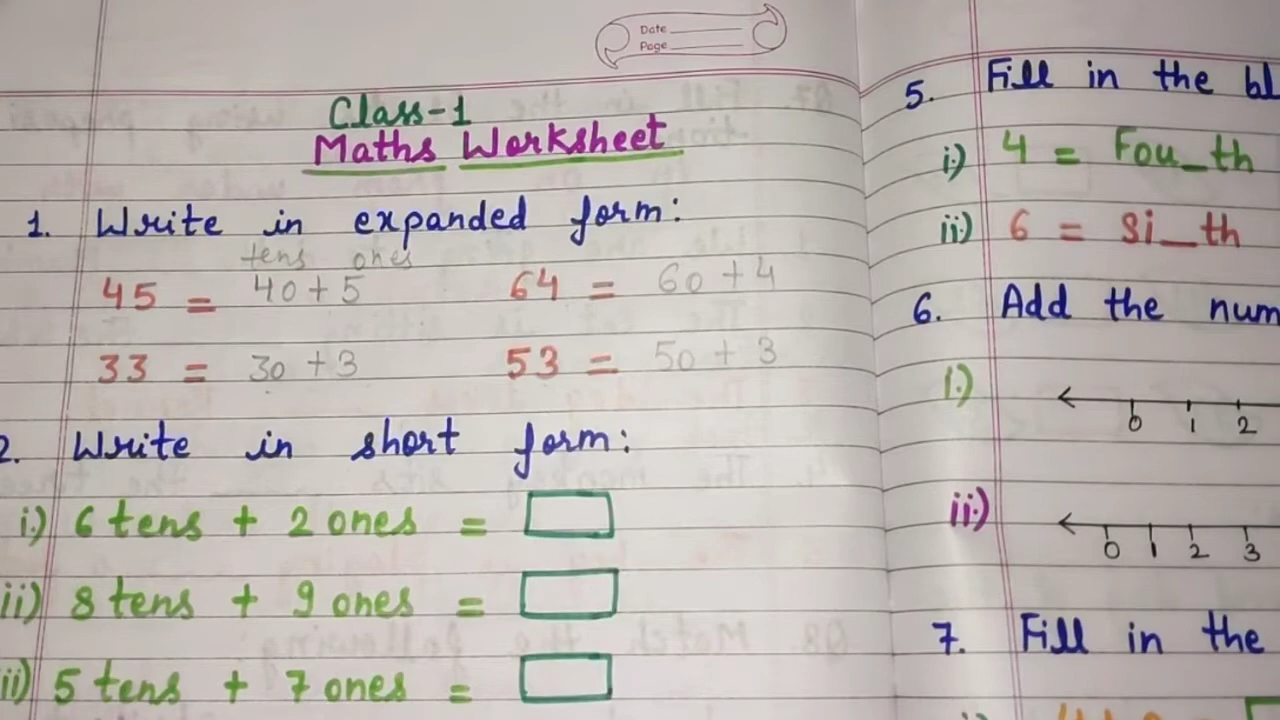 Date
Page
Class-1
Maths Worksheet
1. Write in expanded form:
tens ones
45 = 40 + 5 64 = 60 + 4
33 = 30 + 3 53 = 50 + 3
2. Write in short form:
i.) 6 tens + 2 ones =
ii) 8 tens + 9 ones =
ii) 5 tens + 7 ones =
5. Fill in the bl
i) 4 = Fou_th
ii) 6 = Si_th
6. Add the num
i.)
0 1 2
ii.)
0 1 2 3
7. Fill in the